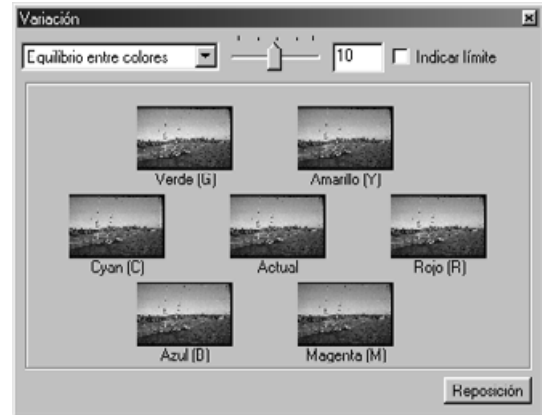 Variación
Equilibrio entre colores 10 Indicar límite
Verde (G) Amarillo (Y)
Cyan (C) Actual Rojo (R)
Azul (B) Magenta (M)
Reposición